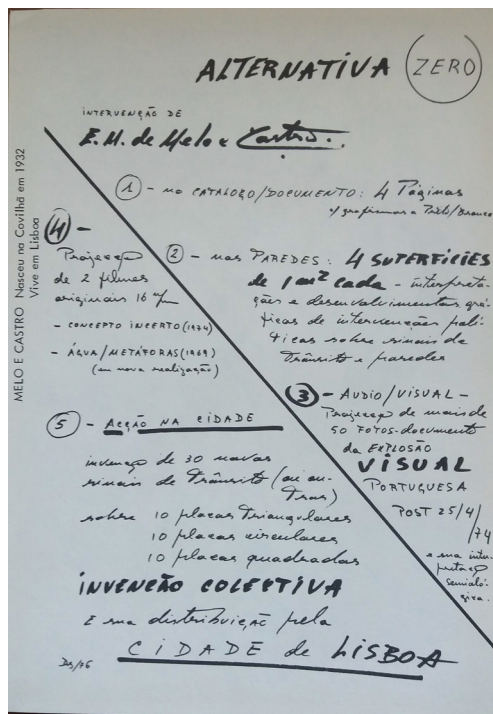 ALTERNATIVA ZERO
INTERVENÇÃO DE
E.M. de Melo e Castro.
1 - no CATÁLOGO/DOCUMENTO: 4 Páginas
c/ grafismos a Preto/Branco
2 - nas PAREDES: 4 SUPERFÍCIES
de 1 m² cada - interpreta-
ções e desenvolvimentos grá-
ficos de intervenções polí-
ticas sobre sinais de
Trânsito e paredes
3 - AUDIO/VISUAL -
Projecção de mais de
50 FOTOS-documento
da EXPLOSÃO
VISUAL
PORTUGUESA
POST 25/4/
/74
e sua inter-
pretação
semioló-
gica.
4 -
Projecção
de 2 filmes
originais 16 m/m
- CONCEPTO INCERTO (1974)
- ÁGUA/METÁFORAS (1969)
(em nova realização)
5 - ACÇÃO NA CIDADE
invenção de 30 novos
sinais de Trânsito (ou ou-
tros)
sobre 10 placas triangulares
10 placas circulares
10 placas quadradas
INVENÇÃO COLECTIVA
E sua distribuição pela
CIDADE de LISBOA
Dez/76
MELO E CASTRO Nasceu na Covilhã em 1932
Vive em Lisboa